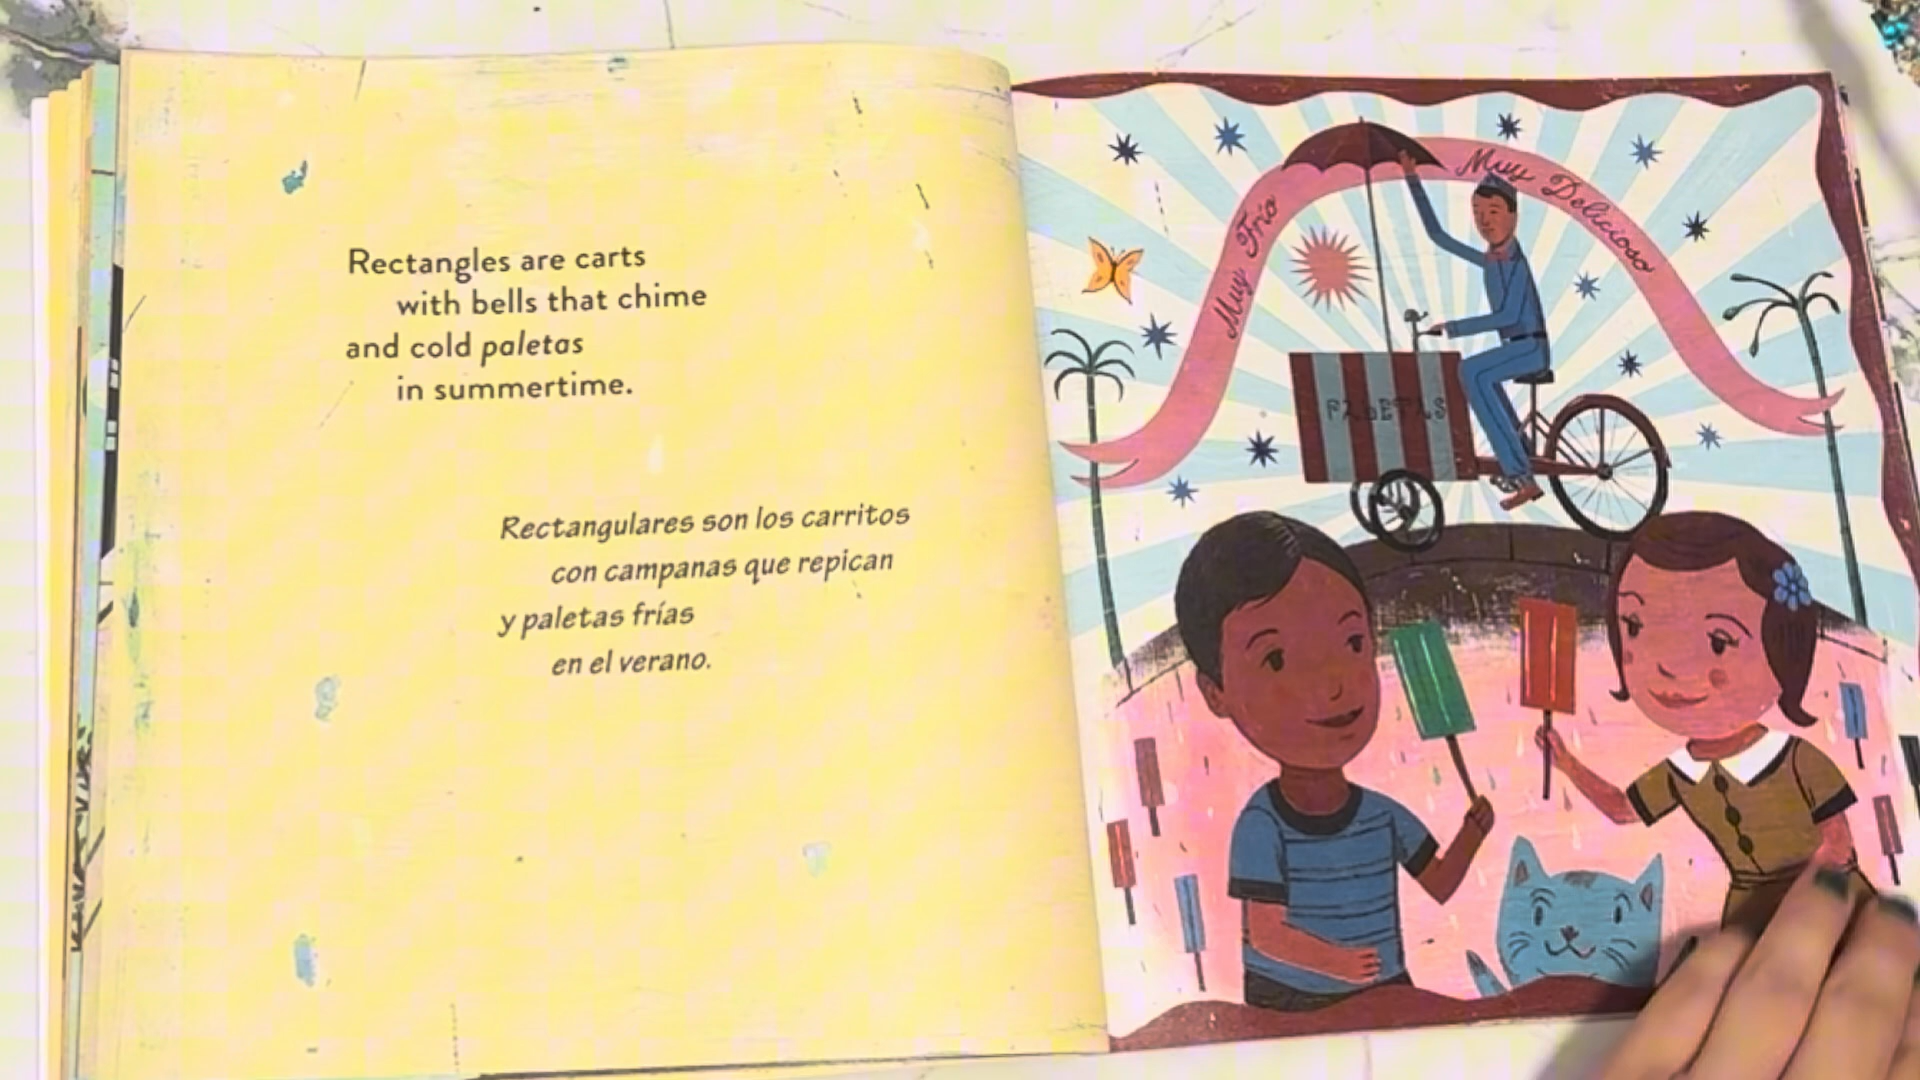 Rectangles are carts
with bells that chime
and cold paletas
in summertime.
Rectangulares son los carritos
con campanas que repican
y paletas frías
en el verano.
Muy Frío
Muy Delicioso
PALETAS